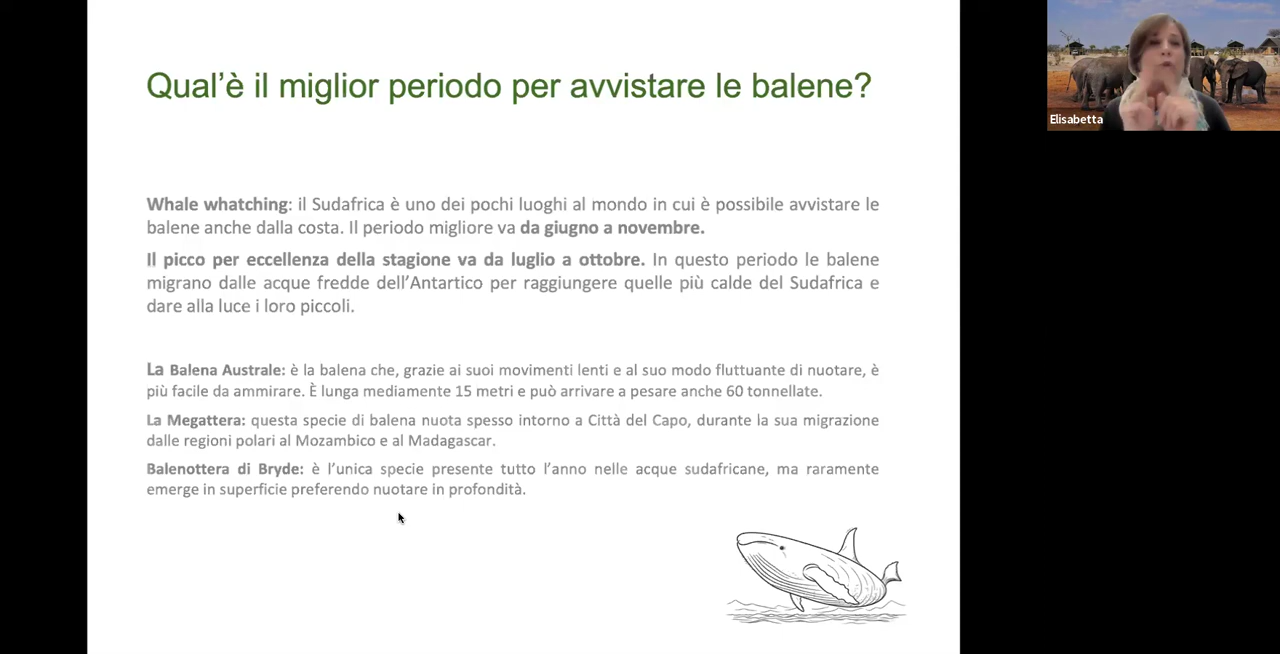 Qual'è il miglior periodo per avvistare le balene?
Elisabetta
Whale whatching: il Sudafrica è uno dei pochi luoghi al mondo in cui è possibile avvistare le
balene anche dalla costa. Il periodo migliore va da giugno a novembre.
Il picco per eccellenza della stagione va da luglio a ottobre. In questo periodo le balene
migrano dalle acque fredde dell'Antartico per raggiungere quelle più calde del Sudafrica e
dare alla luce i loro piccoli.
La Balena Australe: è la balena che, grazie ai suoi movimenti lenti e al suo modo fluttuante di nuotare, è
più facile da ammirare. È lunga mediamente 15 metri e può arrivare a pesare anche 60 tonnellate.
La Megattera: questa specie di balena nuota spesso intorno a Città del Capo, durante la sua migrazione
dalle regioni polari al Mozambico e al Madagascar.
Balenottera di Bryde: è l'unica specie presente tutto l'anno nelle acque sudafricane, ma raramente
emerge in superficie preferendo nuotare in profondità.